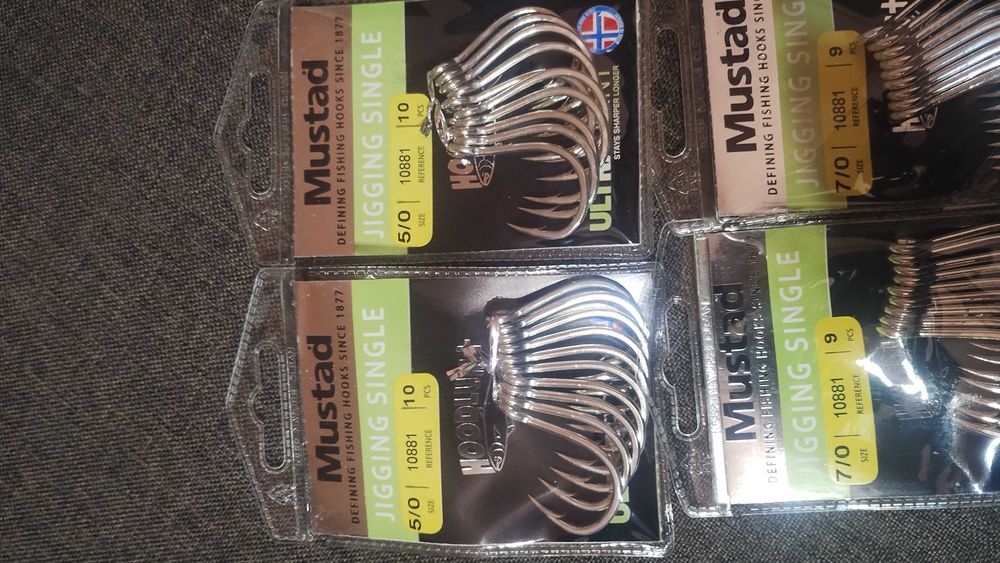 Mustad
DEFINING FISHING HOOKS SINCE 1877
JIGGING SINGLE
5/0 10881 10
SIZE REFERENCE PCS
STAYS SHARPER LONGER
Mustad
DEFINING FISHING HOOKS SINCE 1877
JIGGING SINGLE
5/0 10881 10
SIZE REFERENCE PCS
HOODLUM
Mustad
DEFINING FISHING HOOKS
JIGGING SING
7/0 10881 9
SIZE REFERENCE PCS
Mustad
DEFINING FISHING HOOKS SINCE
JIGGING SINGLE
7/0 10881 9
SIZE REFERENCE PCS